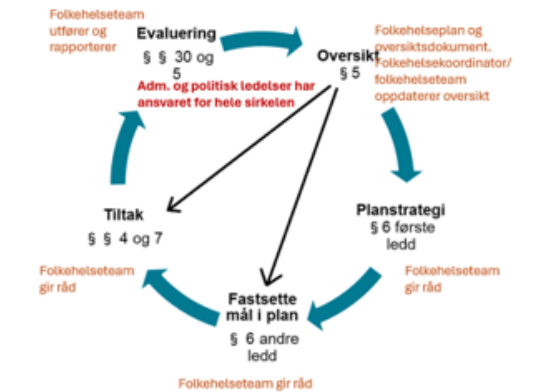 Folkehelseteam
utfører og
rapporterer
Evaluering
§ § 30 og
5
Adm. og politisk ledelser har
ansvaret for hele sirkelen
Oversikt
§ 5
Folkehelseplan og
oversiktsdokument.
Folkehelsekoordinator/
folkehelseteam
oppdaterer oversikt
Planstrategi
§ 6 første
ledd
Folkehelseteam
gir råd
Fastsette
mål i plan
§ 6 andre
ledd
Folkehelseteam gir råd
Tiltak
§ § 4 og 7
Folkehelseteam
gir råd